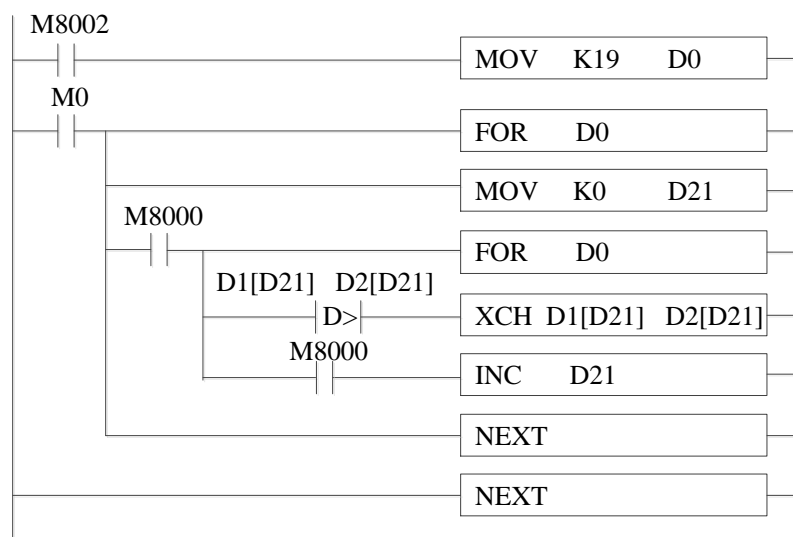 M8002
MOV K19 D0
M0
FOR D0
MOV K0 D21
M8000
FOR D0
D1[D21] D2[D21]
D> XCH D1[D21] D2[D21]
M8000
INC D21
NEXT
NEXT